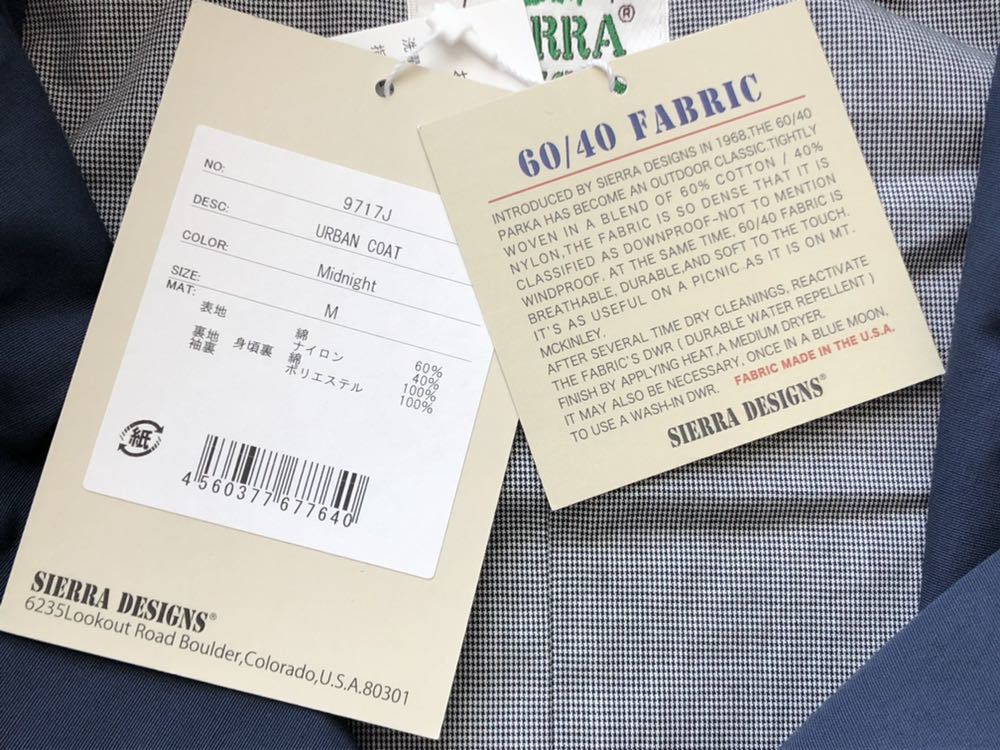 RRA
®
洗
NO:
9717J
DESC:
URBAN COAT
COLOR:
Midnight
SIZE:
M
MAT:
表地 綿 60%
ナイロン 40%
裏地 身頃裏 綿 100%
袖裏 ポリエステル 100%
紙
4 560377 677640
SIERRA DESIGNS®
6235Lookout Road Boulder,Colorado,U.S.A.80301
60/40 FABRIC
INTRODUCED BY SIERRA DESIGNS IN 1968.THE 60/40
PARKA HAS BECOME AN OUTDOOR CLASSIC.TIGHTLY
WOVEN IN A BLEND OF 60% COTTON / 40%
NYLON,THE FABRIC IS SO DENSE THAT IT IS
CLASSIFIED AS DOWNPROOF-NOT TO MENTION
WINDPROOF. AT THE SAME TIME, 60/40 FABRIC IS
BREATHABLE, DURABLE,AND SOFT TO THE TOUCH.
IT'S AS USEFUL ON A PICNIC AS IT IS ON MT.
MCKINLEY.
AFTER SEVERAL TIME DRY CLEANINGS, REACTIVATE
THE FABRIC'S DWR ( DURABLE WATER REPELLENT )
FINISH BY APPLYING HEAT,A MEDIUM DRYER.
IT MAY ALSO BE NECESSARY, ONCE IN A BLUE MOON,
TO USE A WASH-IN DWR. FABRIC MADE IN THE U.S.A.
SIERRA DESIGNS®